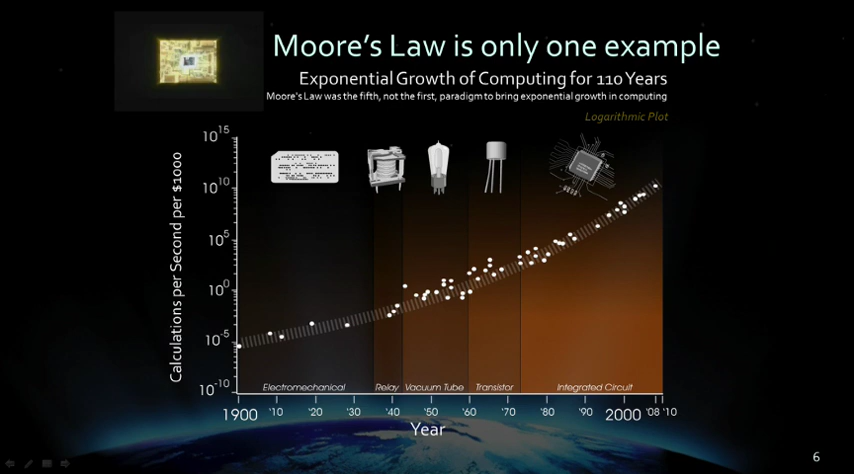 Moore's Law is only one example
Exponential Growth of Computing for 110 Years
Moore's Law was the fifth, not the first, paradigm to bring exponential growth in computing
Logarithmic Plot
Calculations per Second per $1000
10^15
10^10
10^5
10^0
10^-5
10^-10
Electromechanical Relay Vacuum Tube Transistor Integrated Circuit
1900 '10 '20 '30 '40 '50 '60 '70 '80 '90 2000 '08 '10
Year
6